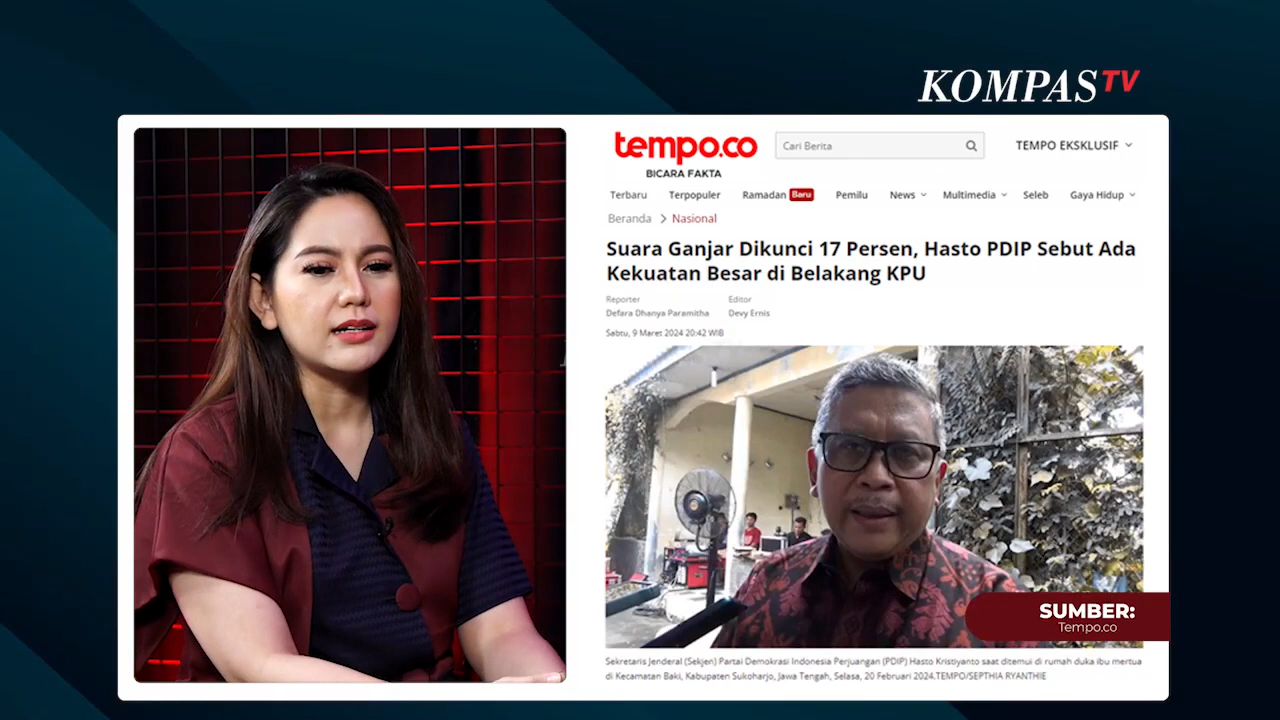 KOMPASTV
tempo.co
BICARA FAKTA
Cari Berita
TEMPO EKSKLUSIF
Terbaru Terpopuler Ramadan Baru Pemilu News Multimedia Seleb Gaya Hidup
Beranda Nasional
Suara Ganjar Dikunci 17 Persen, Hasto PDIP Sebut Ada
Kekuatan Besar di Belakang KPU
Reporter Editor
Defara Dhanya Paramitha Devy Ernis
Sabtu, 9 Maret 2024 20:42 WIB
SUMBER:
Tempo.co
Sekretaris Jenderal (Sekjen) Partai Demokrasi Indonesia Perjuangan (PDIP) Hasto Kristiyanto saat ditemui di rumah duka ibu mertua
di Kecamatan Baki, Kabupaten Sukoharjo, Jawa Tengah, Selasa, 20 Februari 2024.TEMPO/SEPTHIA RYANTHIE